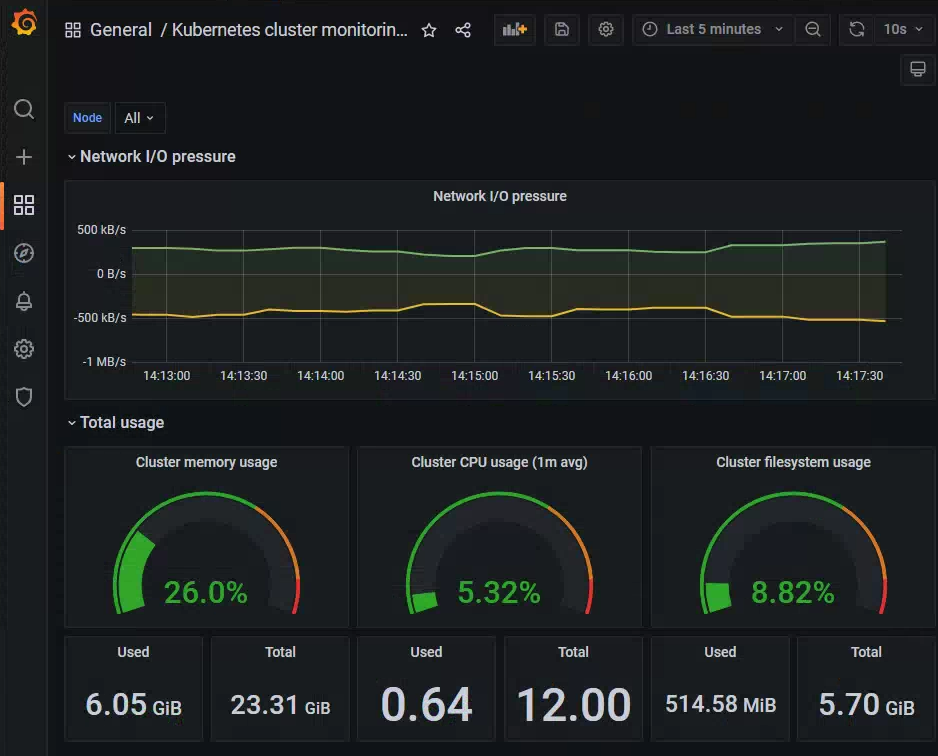 General / Kubernetes cluster monitorin... Last 5 minutes 10s
Node All
Network I/O pressure
Network I/O pressure
500 kB/s
0 B/s
-500 kB/s
-1 MB/s
14:13:00 14:13:30 14:14:00 14:14:30 14:15:00 14:15:30 14:16:00 14:16:30 14:17:00 14:17:30
Total usage
Cluster memory usage Cluster CPU usage (1m avg) Cluster filesystem usage
26.0% 5.32% 8.82%
Used Total Used Total Used Total
6.05 GiB 23.31 GiB 0.64 12.00 514.58 MiB 5.70 GiB